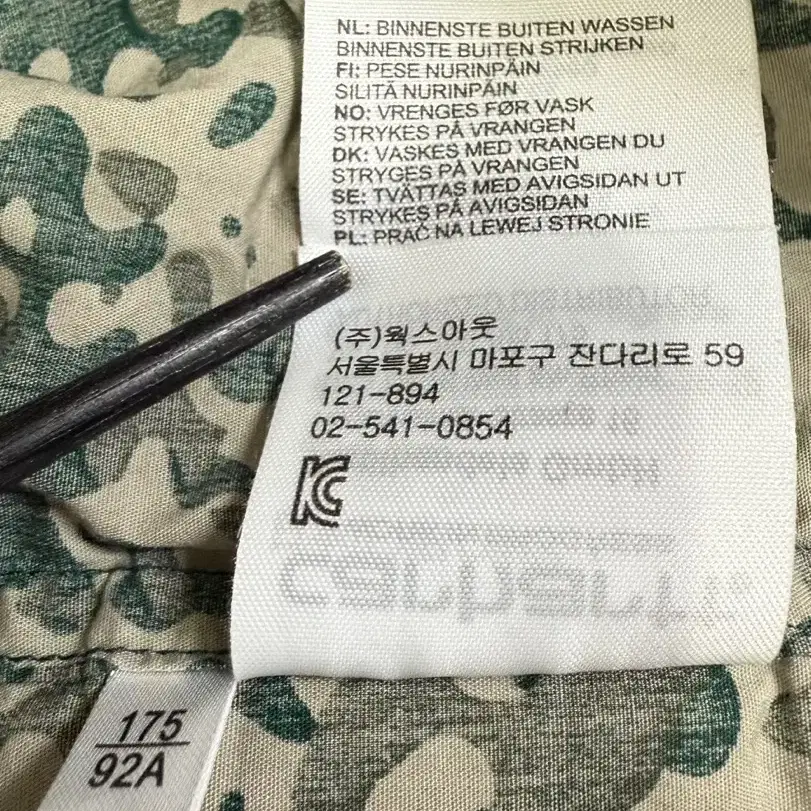 NL: BINNENSTE BUITEN WASSEN
BINNENSTE BUITEN STRIJKEN
FI: PESE NURINPÄIN
SILITÄ NURINPÄIN
NO: VRENGES FØR VASK
STRYKES PÅ VRANGEN
DK: VASKES MED VRANGEN DU
STRYGES PÅ VRANGEN
SE: TVÄTTAS MED AVIGSIDAN UT
STRYKES PÅ AVIGSIDAN
PL: PRAĆ NA LEWEJ STRONIE
(주)웍스아웃
서울특별시 마포구 잔다리로 59
121-894
02-541-0854
KC
175
92A